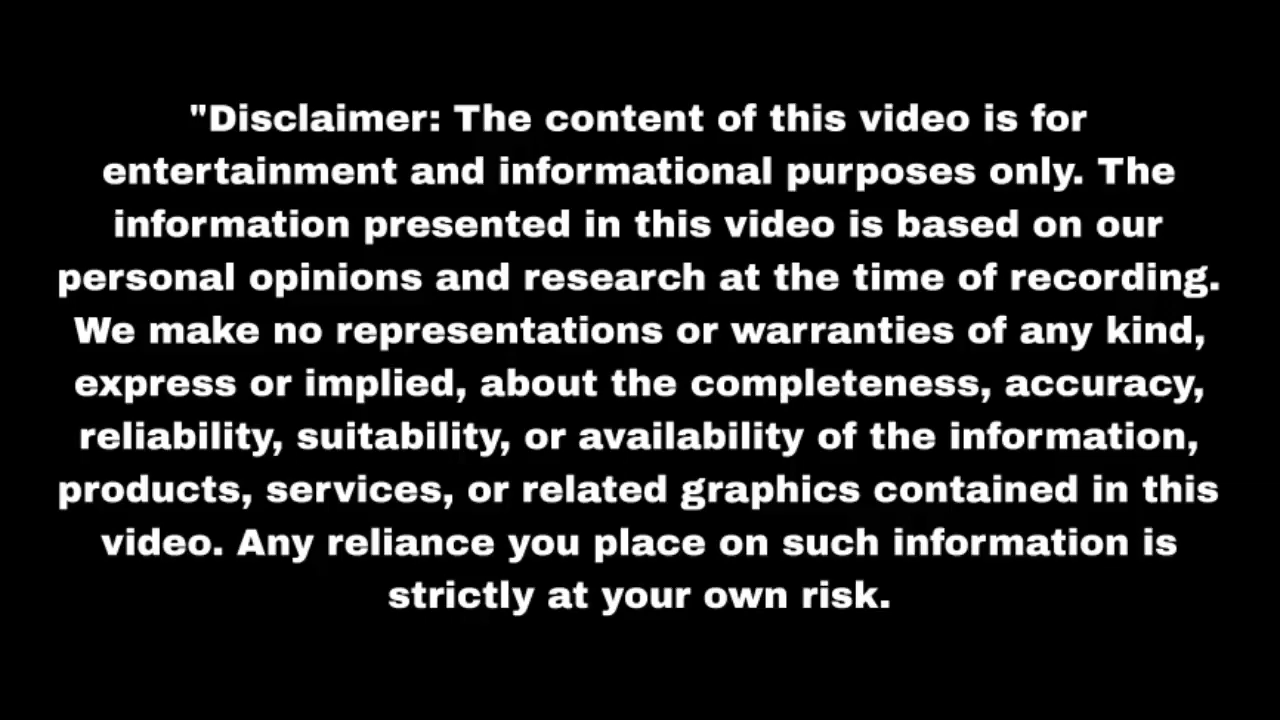 "Disclaimer: The content of this video is for
entertainment and informational purposes only. The
information presented in this video is based on our
personal opinions and research at the time of recording.
We make no representations or warranties of any kind,
express or implied, about the completeness, accuracy,
reliability, suitability, or availability of the information,
products, services, or related graphics contained in this
video. Any reliance you place on such information is
strictly at your own risk.